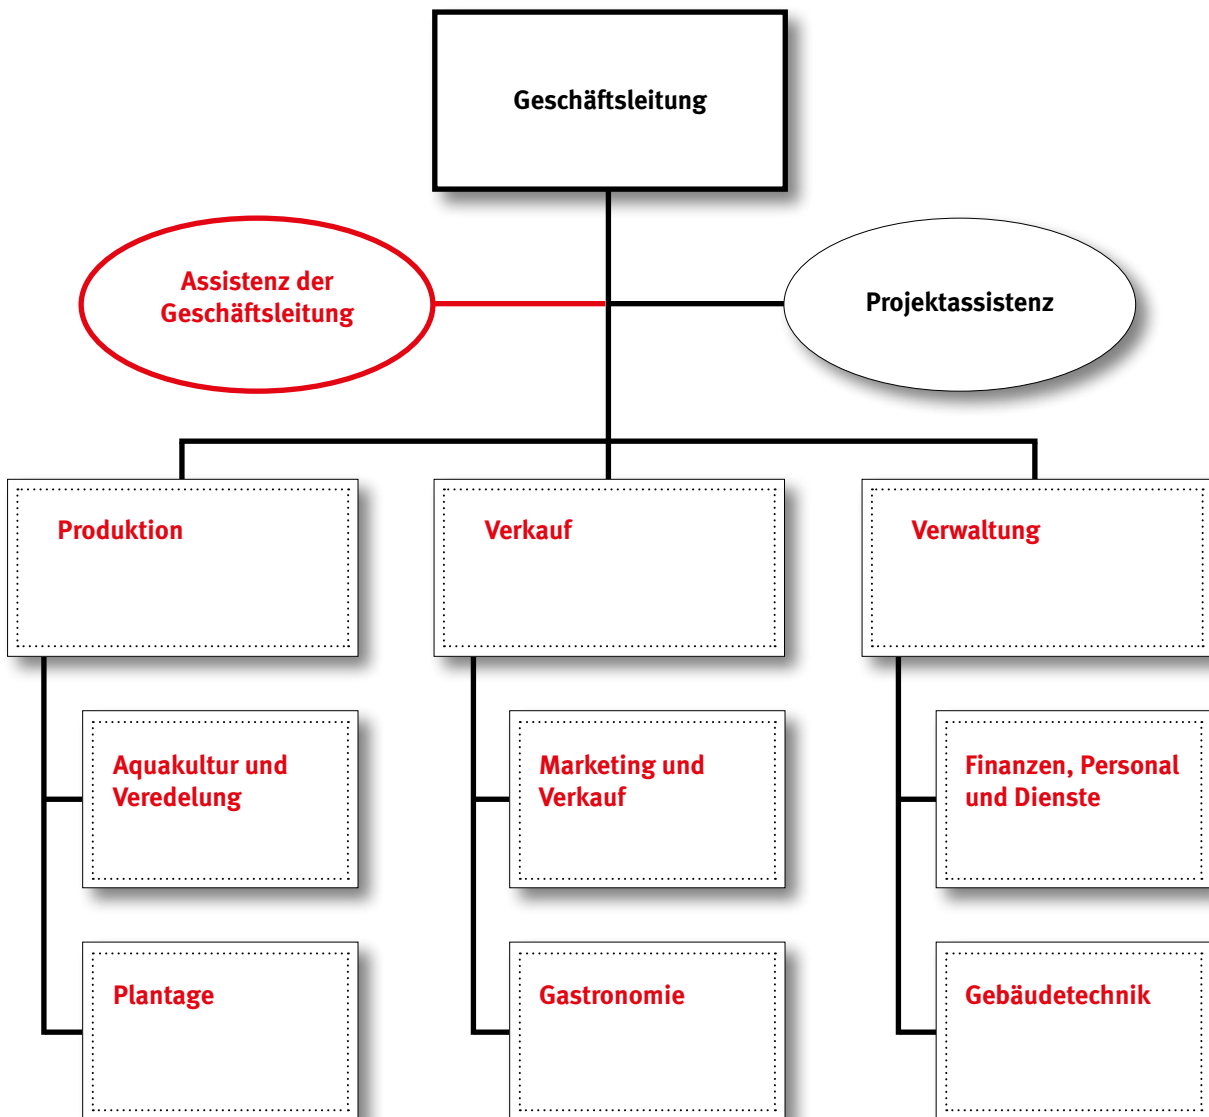 Geschäftsleitung
Assistenz der
Geschäftsleitung
Projektassistenz
Produktion
Verkauf
Verwaltung
Aquakultur und
Veredelung
Marketing und
Verkauf
Finanzen, Personal
und Dienste
Plantage
Gastronomie
Gebäudetechnik